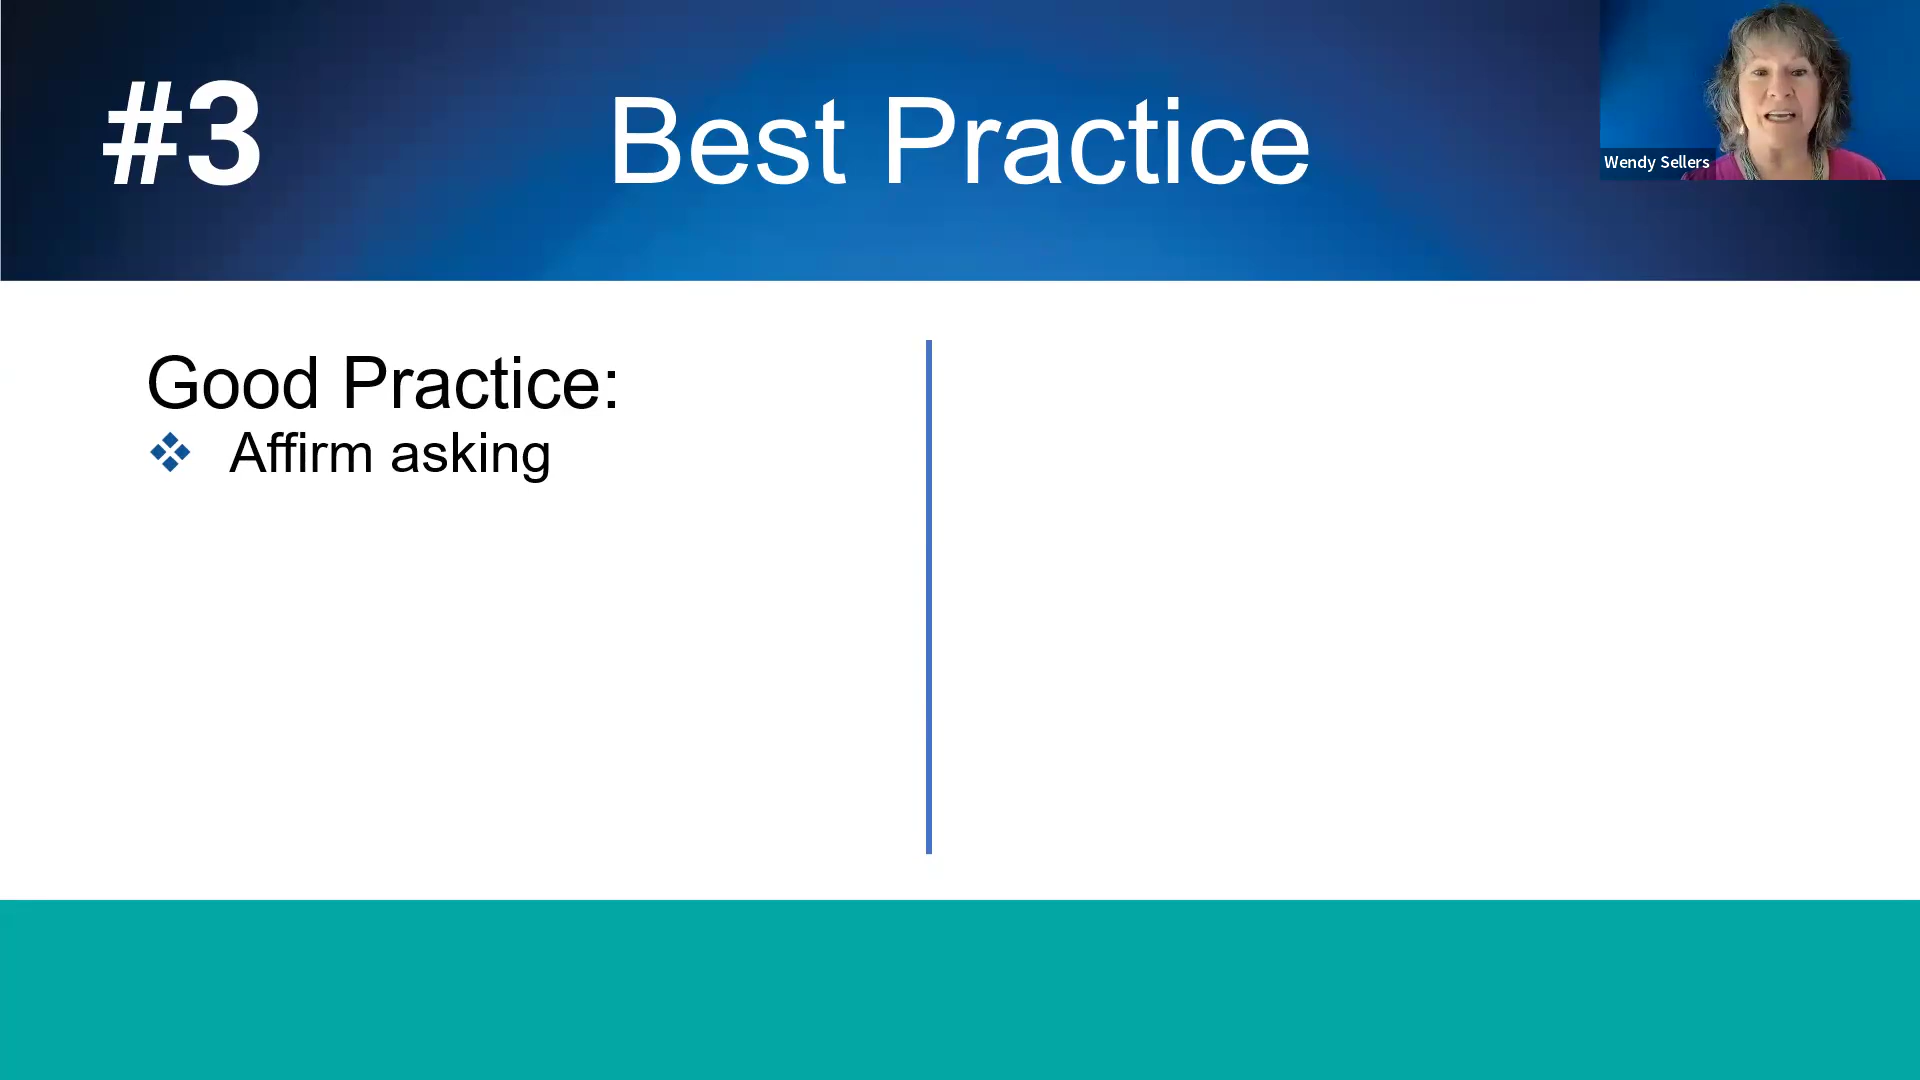 #3
Best Practice
Wendy Sellers
Good Practice:
Affirm asking